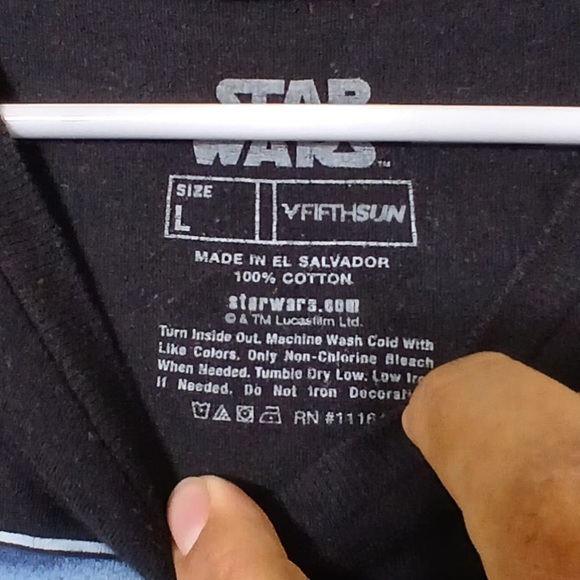 STAR
WARS™
SIZE
L
FIFTHSUN
MADE IN EL SALVADOR
100% COTTON
starwars.com
© & TM Lucasfilm Ltd.
Turn Inside Out. Machine Wash Cold With
Like Colors. Only Non-Chlorine Bleach
When Needed. Tumble Dry Low. Low
If Needed. Do Not Iron
RN #1116